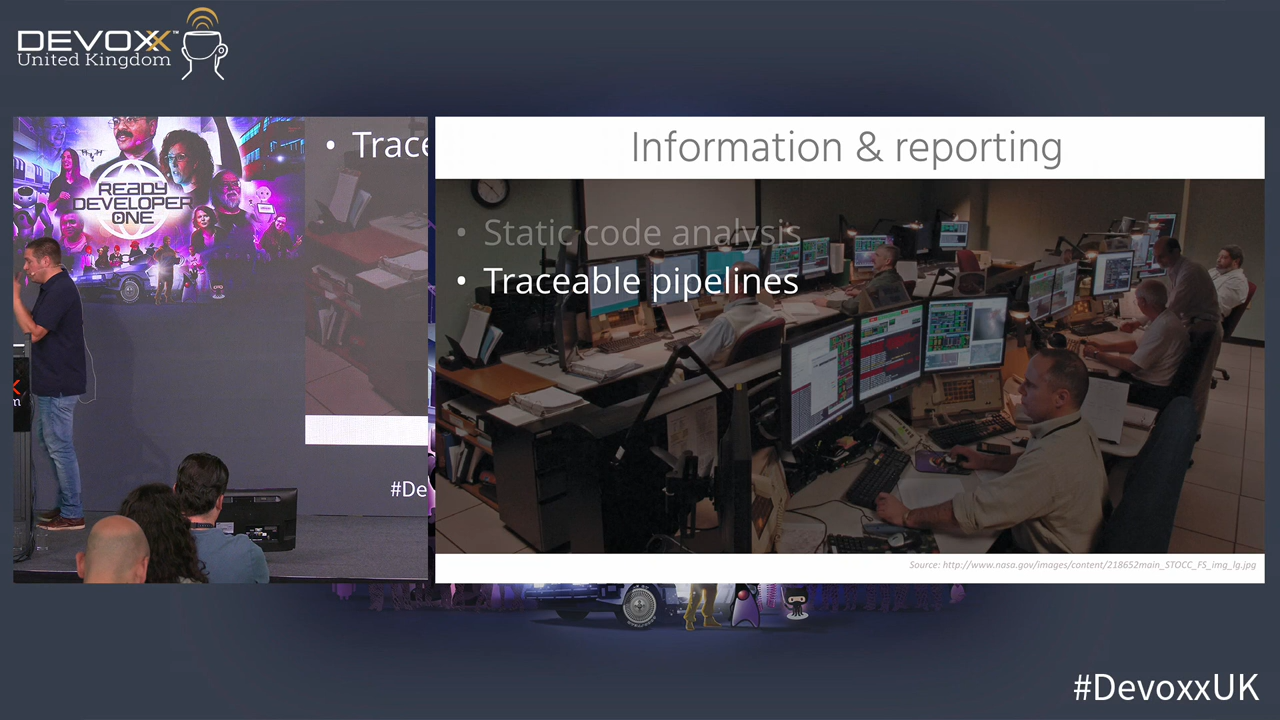 DEVOXX™
United Kingdom
• Trace
READY
DEVELOPER
ONE
#De
m
Information & reporting
• Static code analysis
• Traceable pipelines
Source: http://www.nasa.gov/images/content/218652main_STOCC_FS_img_lg.jpg
#DevoxxUK